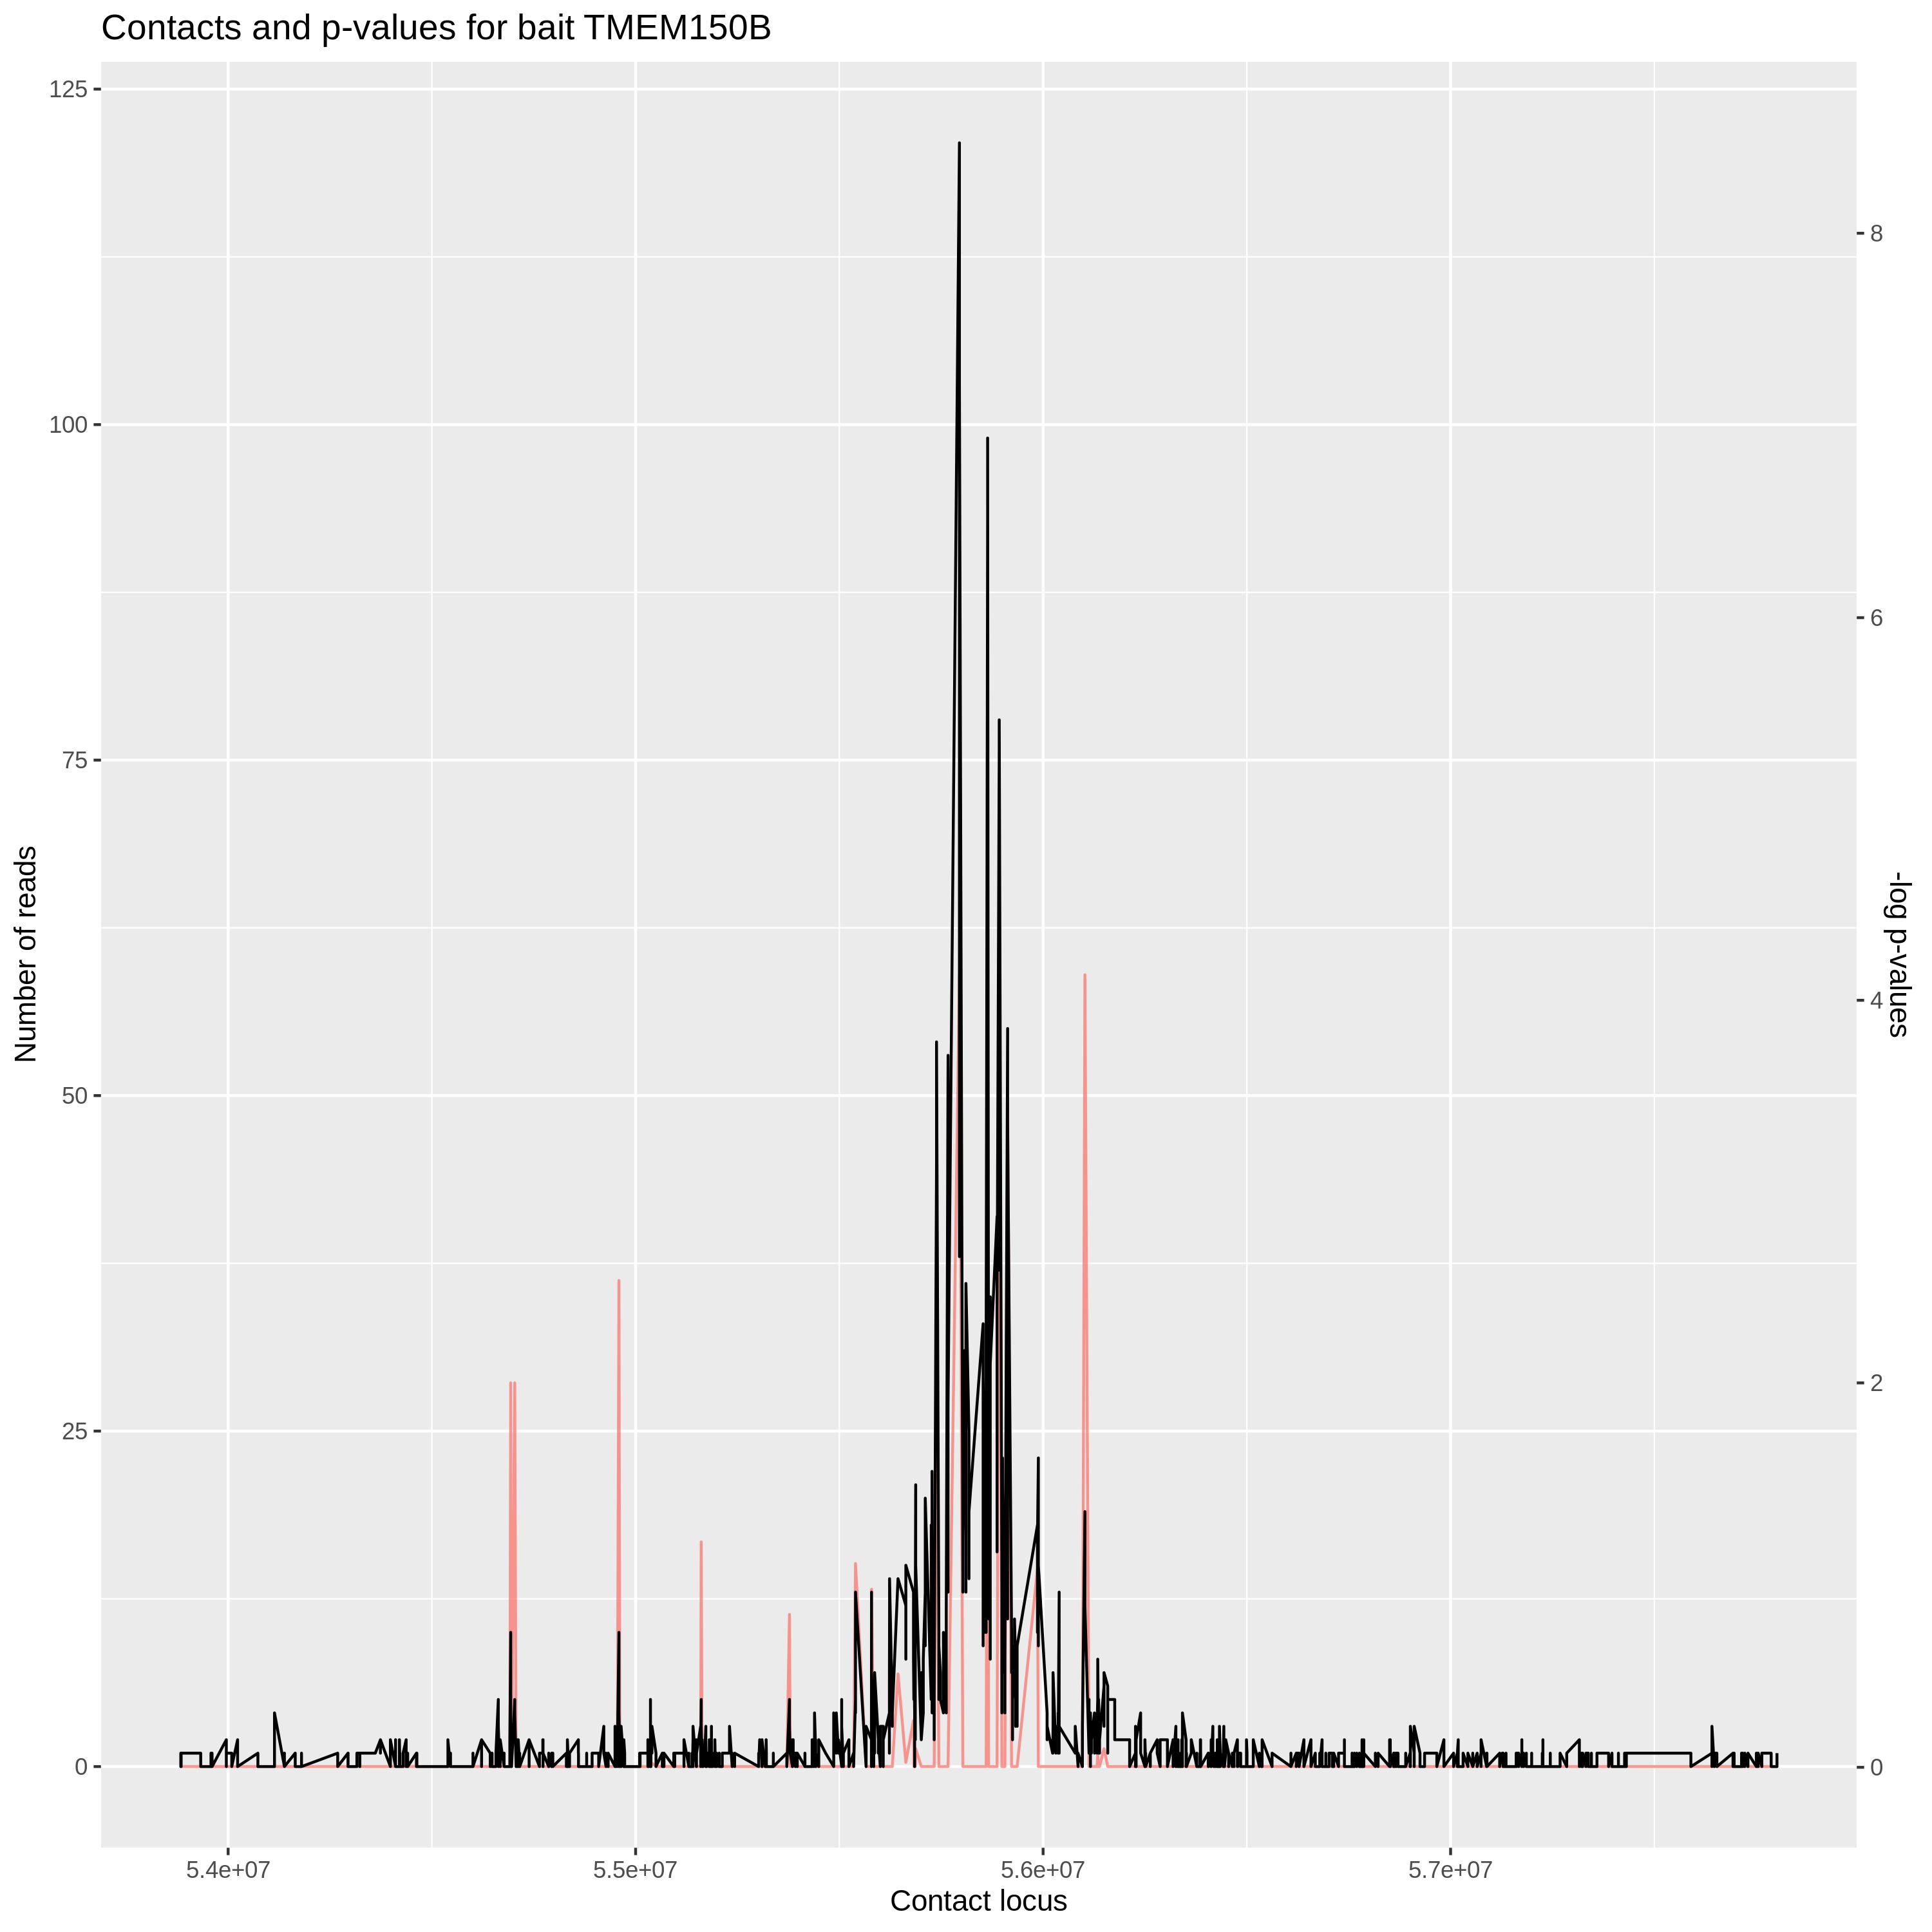 Contacts and p-values for bait TMEM150B
125
100
75
50
25
0
Number of reads
8
6
4
2
0
-log p-values
5.4e+07 5.5e+07 5.6e+07 5.7e+07
Contact locus